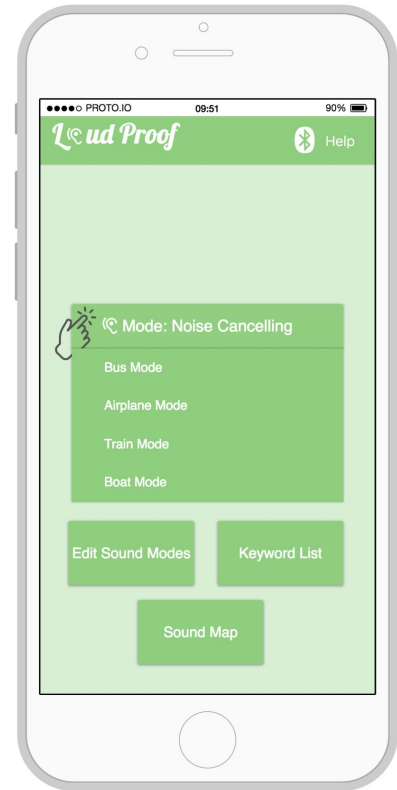 PROTO.IO 09:51 90%
Loud Proof Help
Mode: Noise Cancelling
Bus Mode
Airplane Mode
Train Mode
Boat Mode
Edit Sound Modes Keyword List
Sound Map